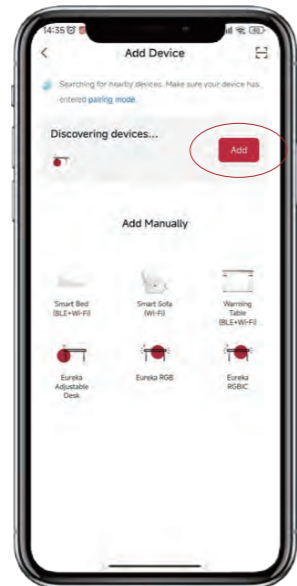 14:35
Add Device
Searching for nearby devices. Make sure your device has
entered pairing mode.
Discovering devices...
Add
Add Manually
Smart Bed
(BLE+Wi-Fi)
Smart Sofa
(Wi-Fi)
Warming
Table
(BLE+Wi-Fi)
Eureka
Adjustable
Desk
Eureka RGB
Eureka
RGBIC